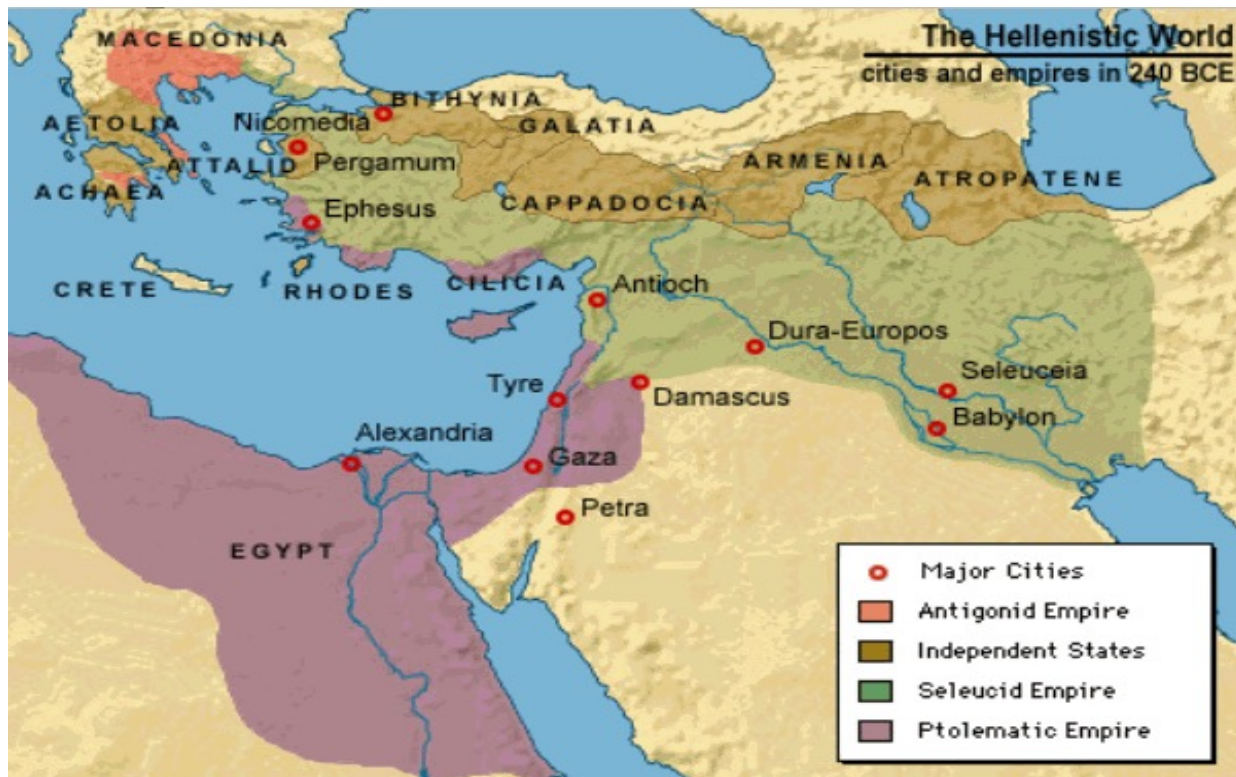 The Hellenistic World
cities and empires in 240 BCE
MACEDONIA
BITHYNIA
Nicomedia
GALATIA
AETOLIA
ATTALID
Pergamum
ARMENIA
ATROPATENE
ACHAEA
CAPPADOCIA
Ephesus
CRETE
RHODES
CILICIA
Antioch
Dura-Europos
Seleuceia
Tyre
Damascus
Babylon
Alexandria
Gaza
Petra
EGYPT
Major Cities
Antigonid Empire
Independent States
Seleucid Empire
Ptolematic Empire